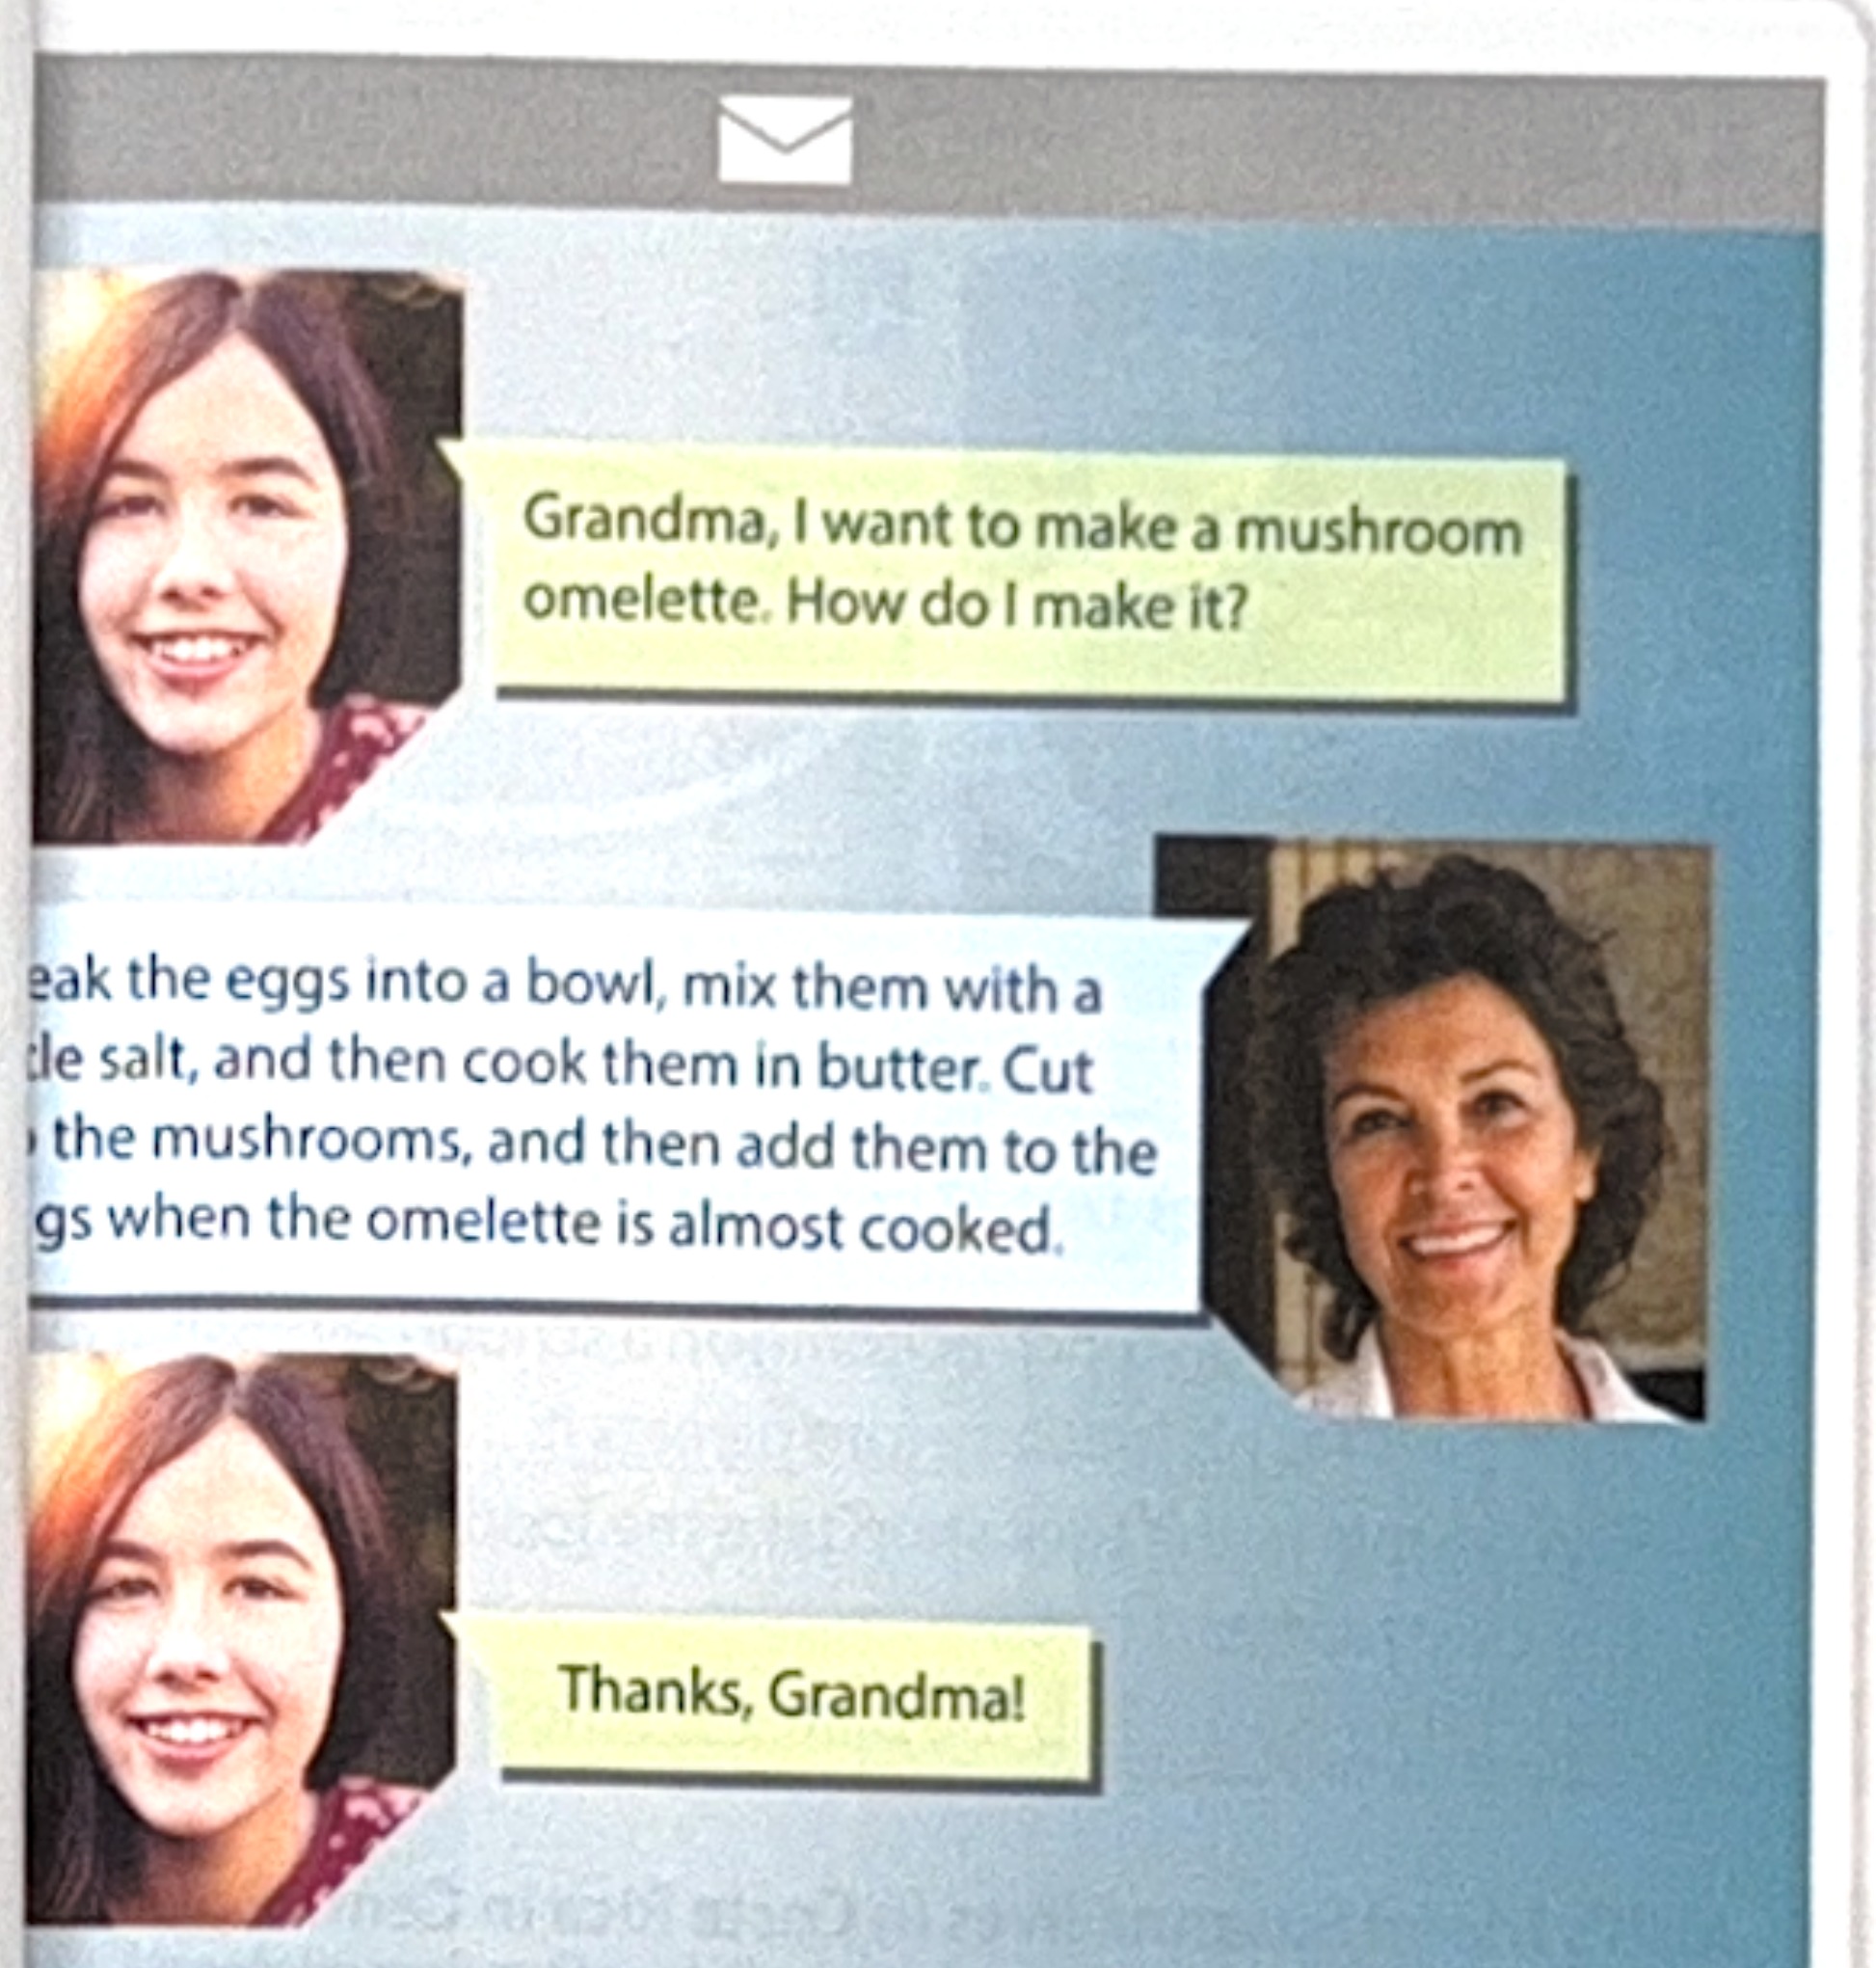 Grandma, I want to make a mushroom
omelette. How do I make it?
eak the eggs into a bowl, mix them with a
tle salt, and then cook them in butter. Cut
the mushrooms, and then add them to the
gs when the omelette is almost cooked.
Thanks, Grandma!